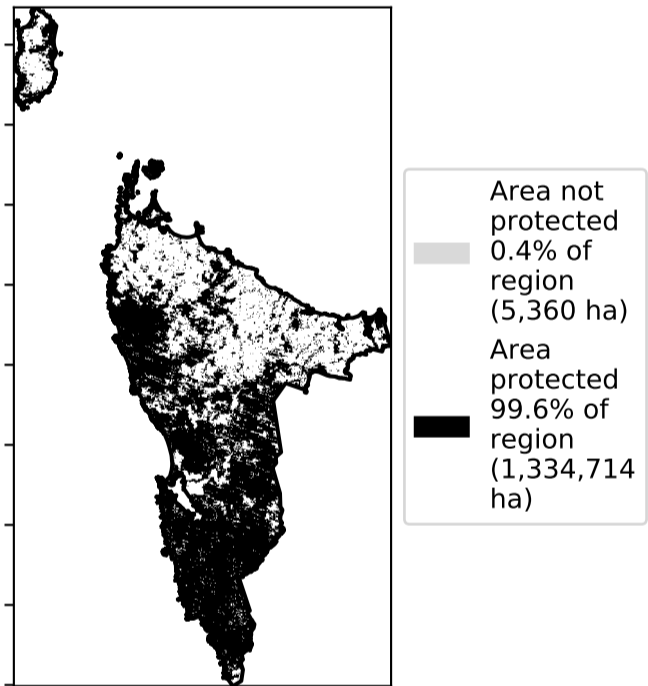 Area not
protected
0.4% of
region
(5,360 ha)
Area
protected
99.6% of
region
(1,334,714
ha)